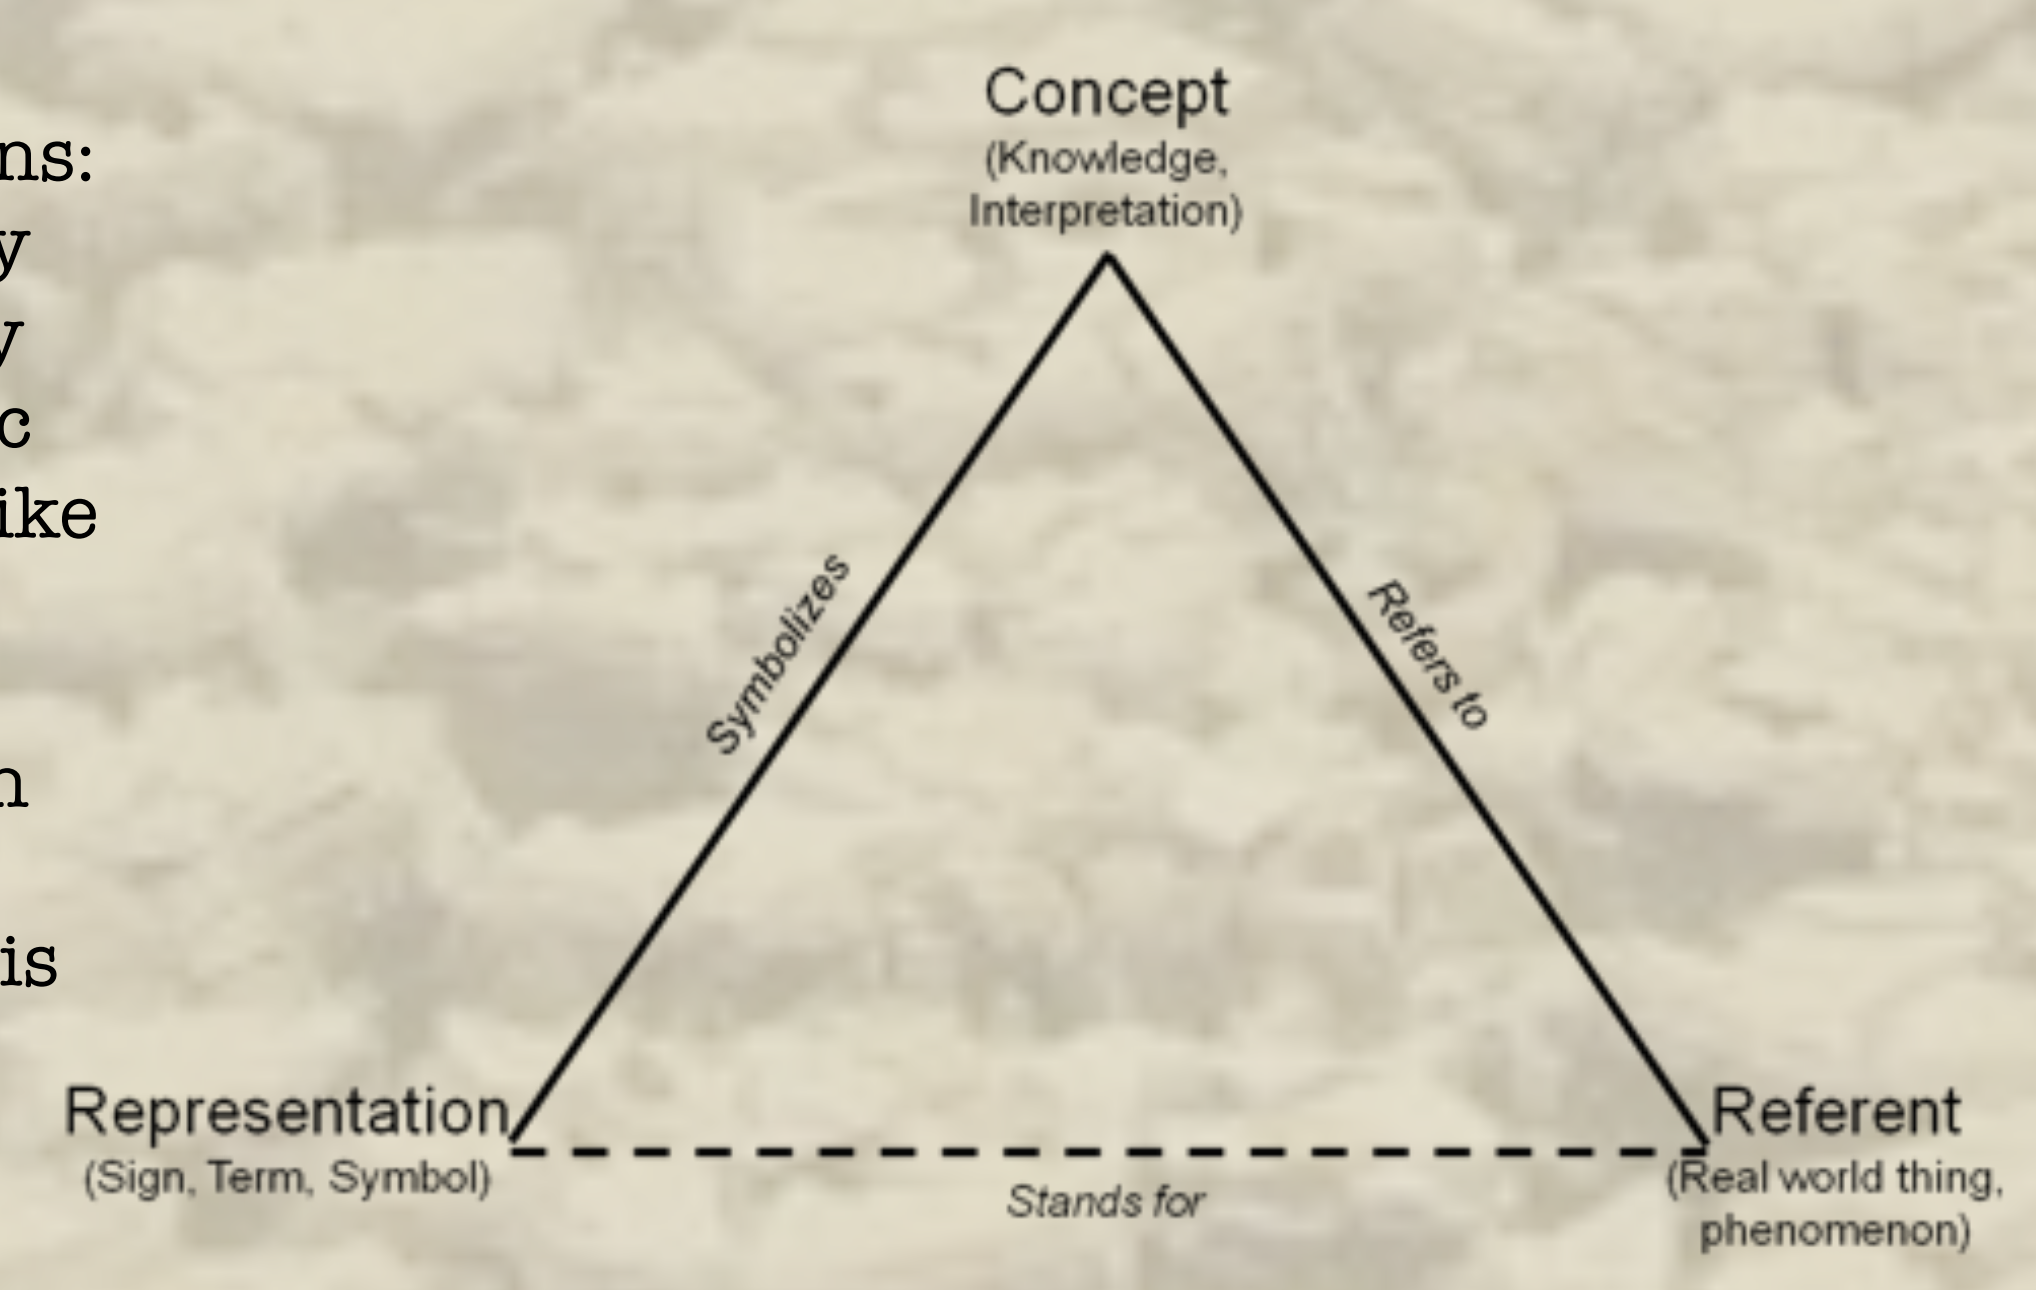 ns:
y
y
c
ike
n
is
Concept
(Knowledge,
Interpretation)
Symbolizes
Refers to
Representation
(Sign, Term, Symbol)
Stands for
Referent
(Real world thing,
phenomenon)